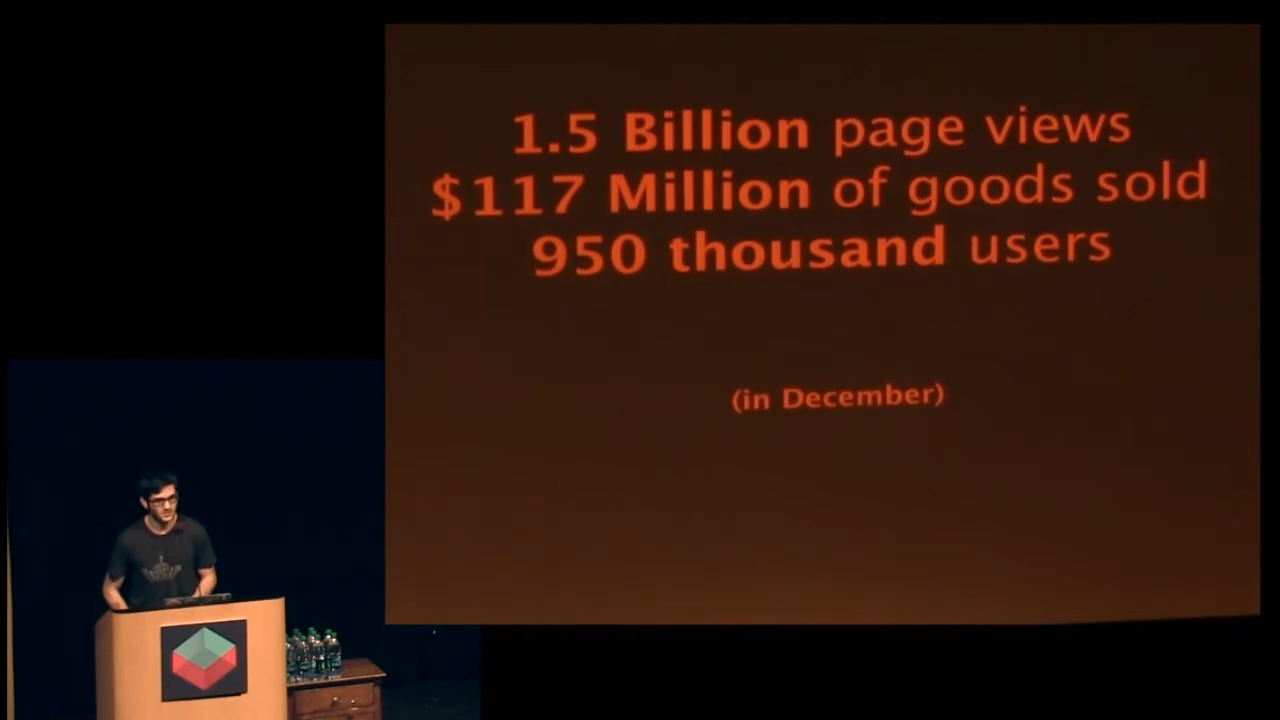 1.5 Billion page views
$117 Million of goods sold
950 thousand users
(in December)